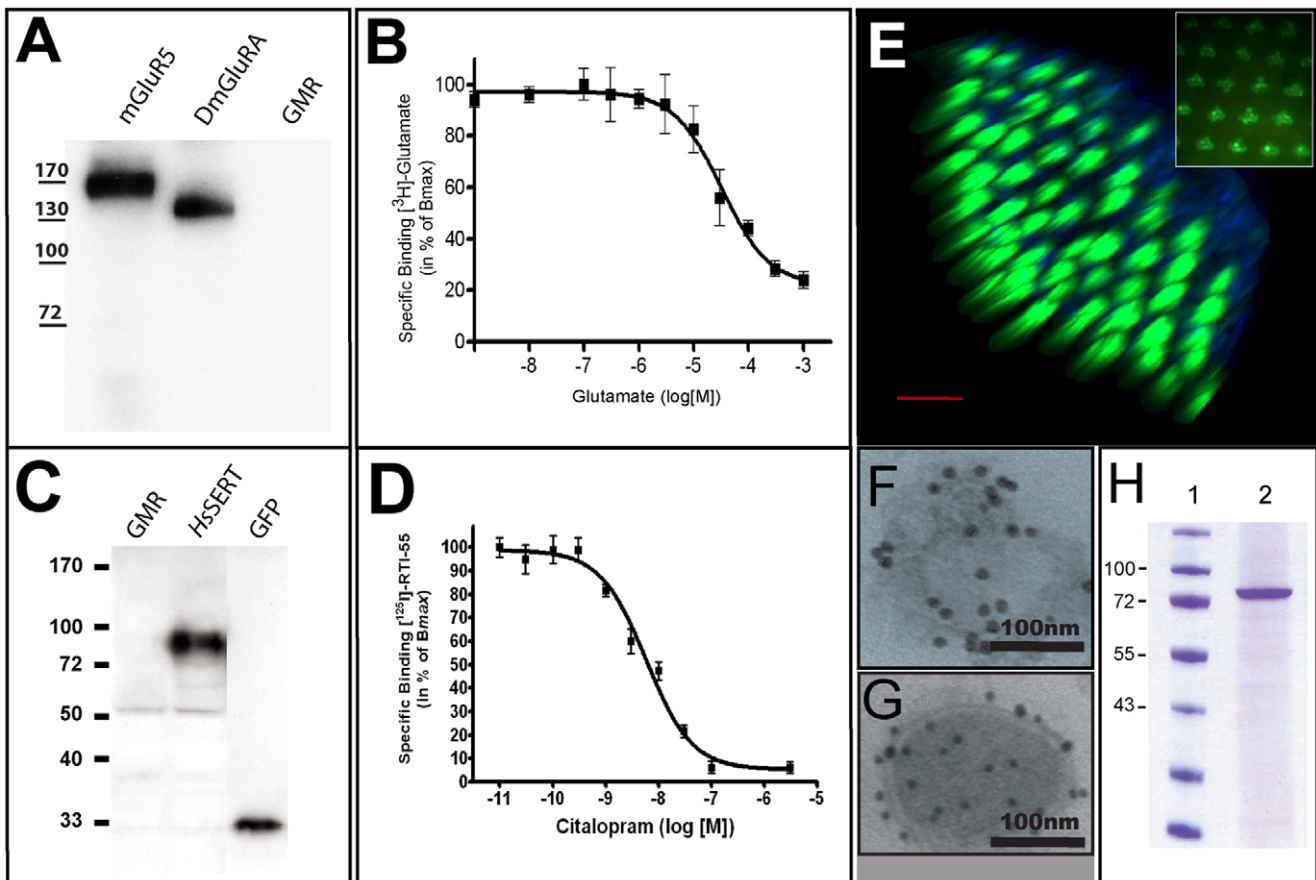 A
mGluR5
DmGluRA
GMR
170
130
100
72
B
Specific Binding [³H]-Glutamate
(in % of Bmax)
100
80
60
40
20
0
-8
-7
-6
-5
-4
-3
Glutamate (log[M])
E
C
GMR
HsSERT
GFP
170
100
72
50
40
33
D
Specific Binding [¹²⁵I]-RTI-55
(In % of Bmax)
100
90
80
70
60
50
40
30
20
10
0
-11
-10
-9
-8
-7
-6
-5
Citalopram (log [M])
F
100nm
G
100nm
H
1
2
100
72
55
43